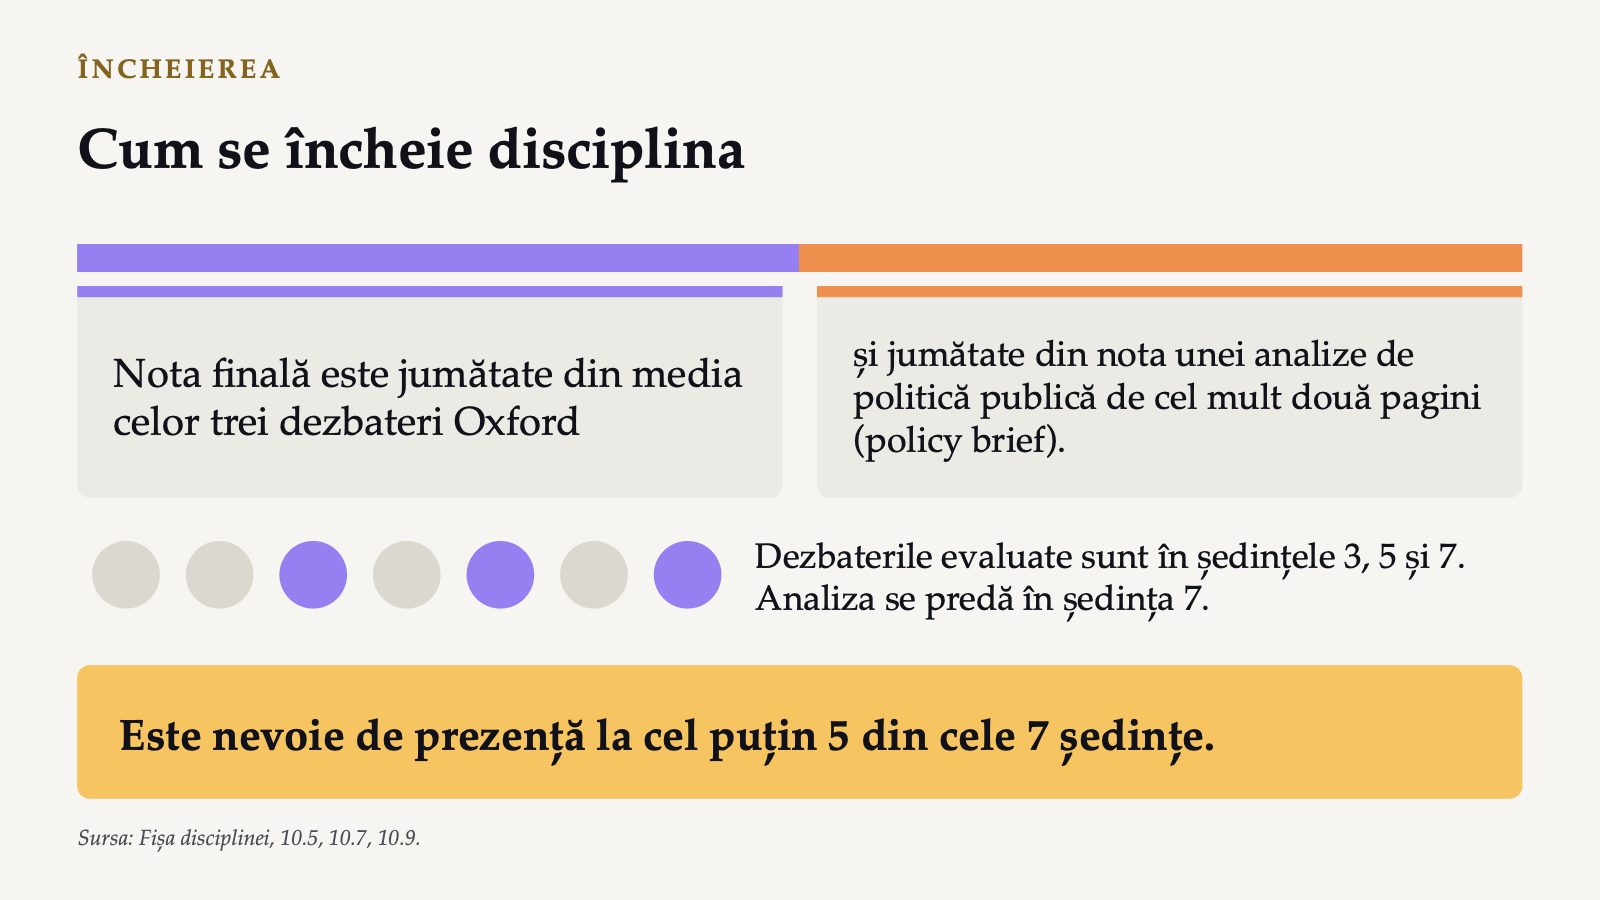 ÎNCHEIEREA
Cum se încheie disciplina
Nota finală este jumătate din media
celor trei dezbateri Oxford
și jumătate din nota unei analize de
politică publică de cel mult două pagini
(policy brief).
Dezbaterile evaluate sunt în ședințele 3, 5 și 7.
Analiza se predă în ședința 7.
Este nevoie de prezență la cel puțin 5 din cele 7 ședințe.
Sursa: Fișa disciplinei, 10.5, 10.7, 10.9.